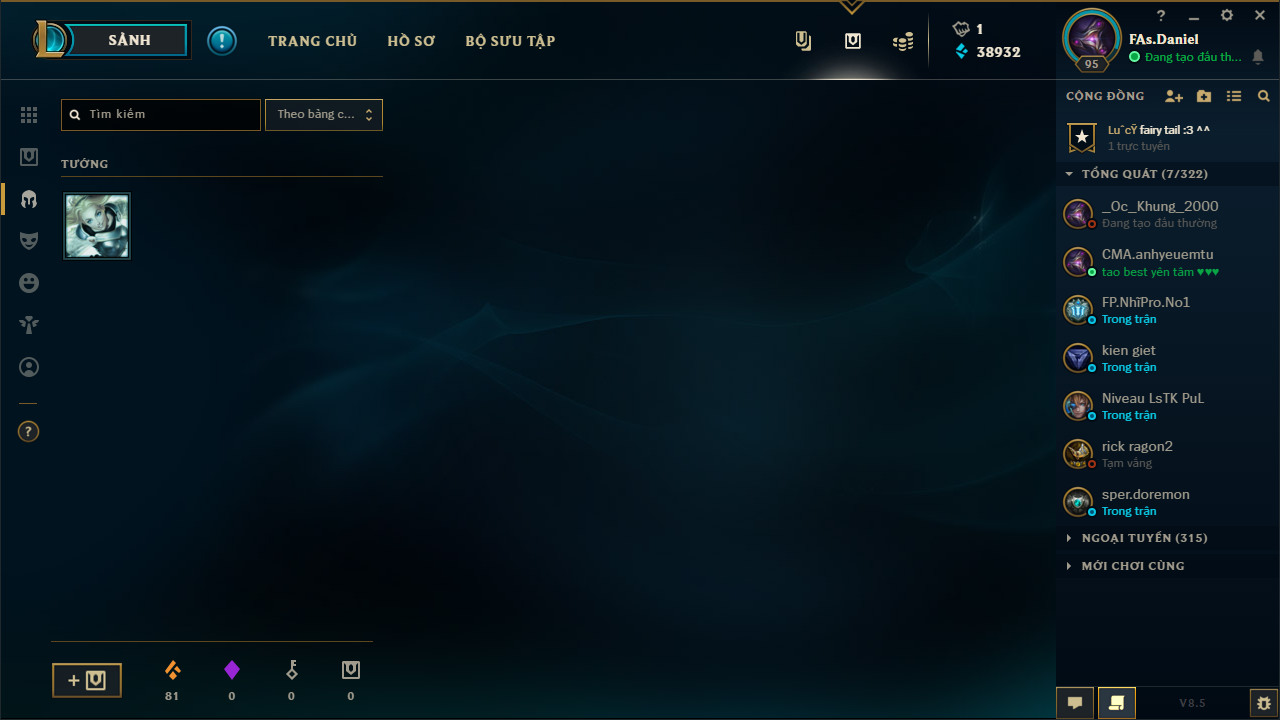 SẢNH
TRANG CHỦ
HỒ SƠ
BỘ SƯU TẬP
1
38932
95
FAs.Daniel
Đang tạo đấu th...
Tìm kiếm
Theo bảng c...
TƯỚNG
CỘNG ĐỒNG
LuˆcŸ fairy tail :3 ^^
1 trực tuyến
TỔNG QUÁT (7/322)
_Oc_Khung_2000
Đang tạo đấu thường
CMA.anhyeuemtu
tao best yên tâm ♥♥♥
FP.NhĩPro.No1
Trong trận
kien giet
Trong trận
Niveau LsTK PuL
Trong trận
rick ragon2
Tạm vắng
sper.doremon
Trong trận
NGOẠI TUYẾN (315)
MỚI CHƠI CÙNG
81
0
0
0
V8.5